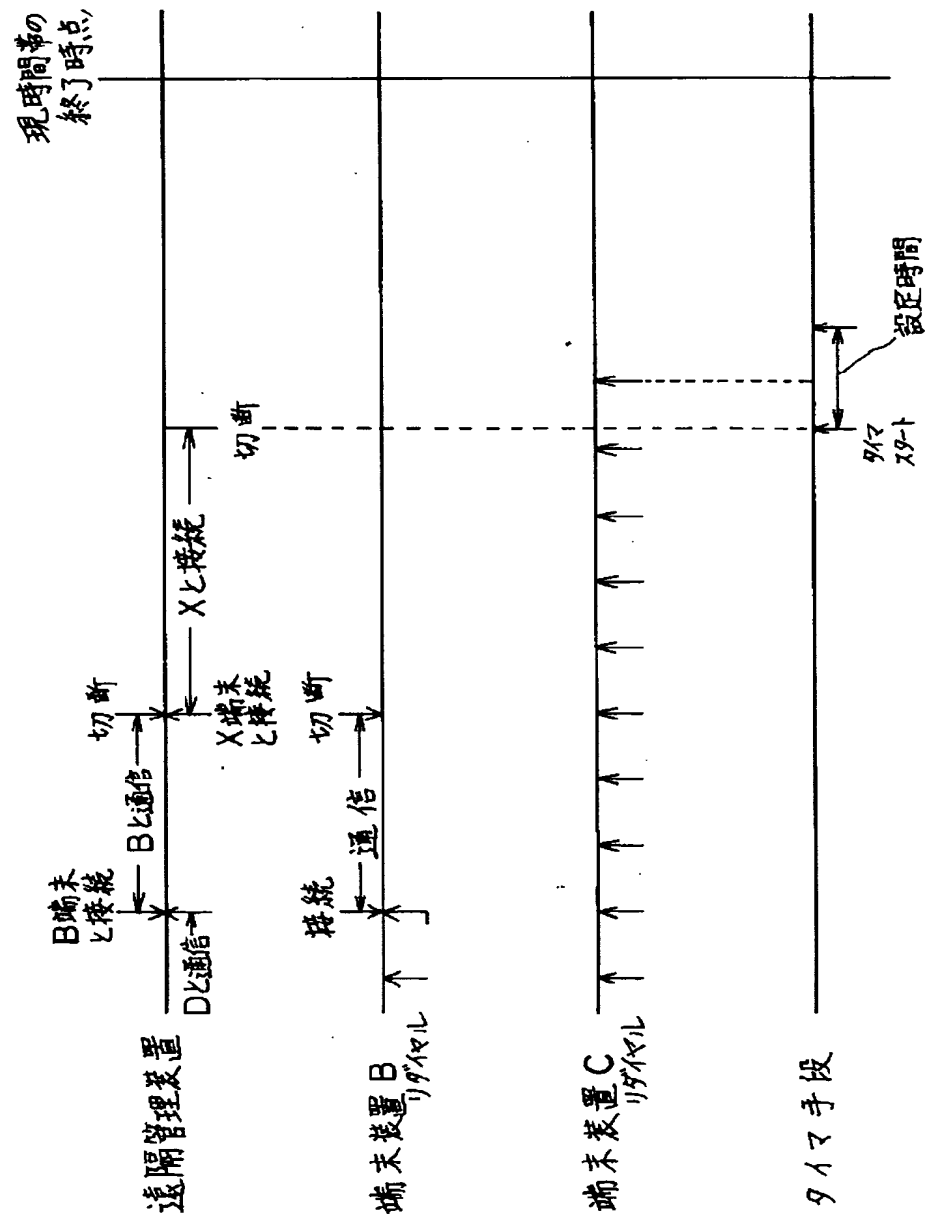 現時間帯の
終了時点
B端末
と接続
切断
Bと通信
Dと通信
X端末
と接続
Xと接続
切断
遠隔管理装置
接続
切断
通信
端末装置B
リダイヤル
端末装置C
リダイヤル
タイマ
スタート
設定時間
タイマ手段